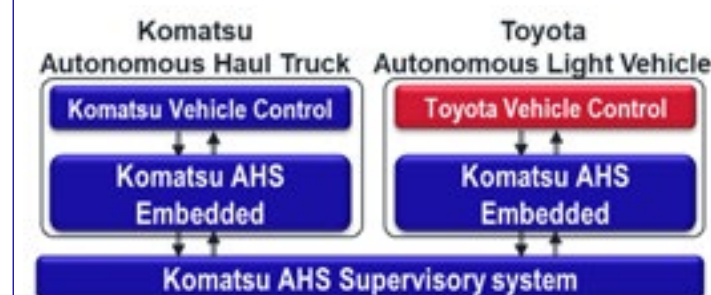 Komatsu
Autonomous Haul Truck
Toyota
Autonomous Light Vehicle
Komatsu Vehicle Control
Toyota Vehicle Control
Komatsu AHS
Embedded
Komatsu AHS
Embedded
Komatsu AHS Supervisory system